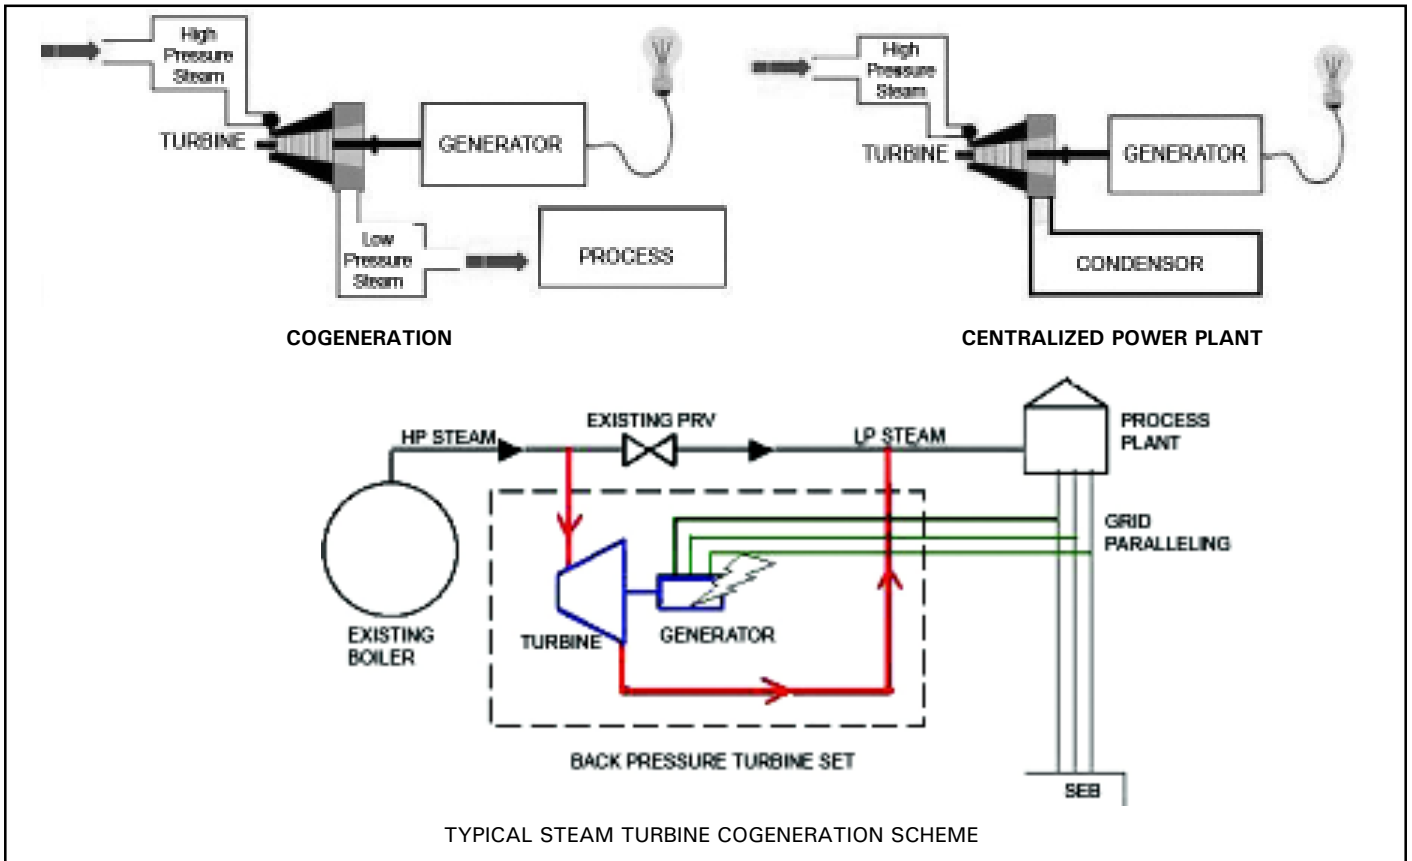 High
Pressure
Steam
TURBINE
GENERATOR
Low
Pressure
Steam
PROCESS
COGENERATION
High
Pressure
Steam
TURBINE
GENERATOR
CONDENSOR
CENTRALIZED POWER PLANT
HP STEAM
EXISTING PRV
LP STEAM
PROCESS
PLANT
GRID
PARALLELING
EXISTING
BOILER
TURBINE
GENERATOR
BACK PRESSURE TURBINE SET
SEB
TYPICAL STEAM TURBINE COGENERATION SCHEME